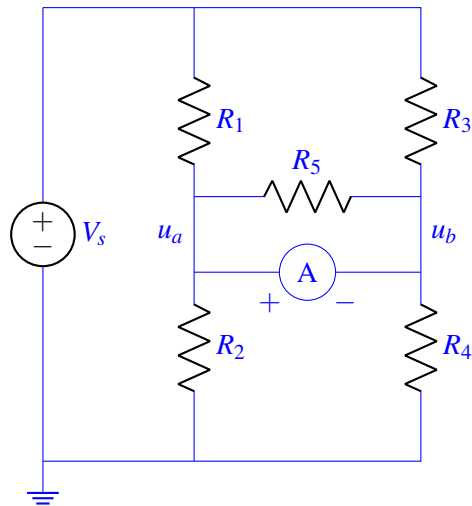 R1 R3
R5
+
− Vs ua ub
A
+ −
R2 R4